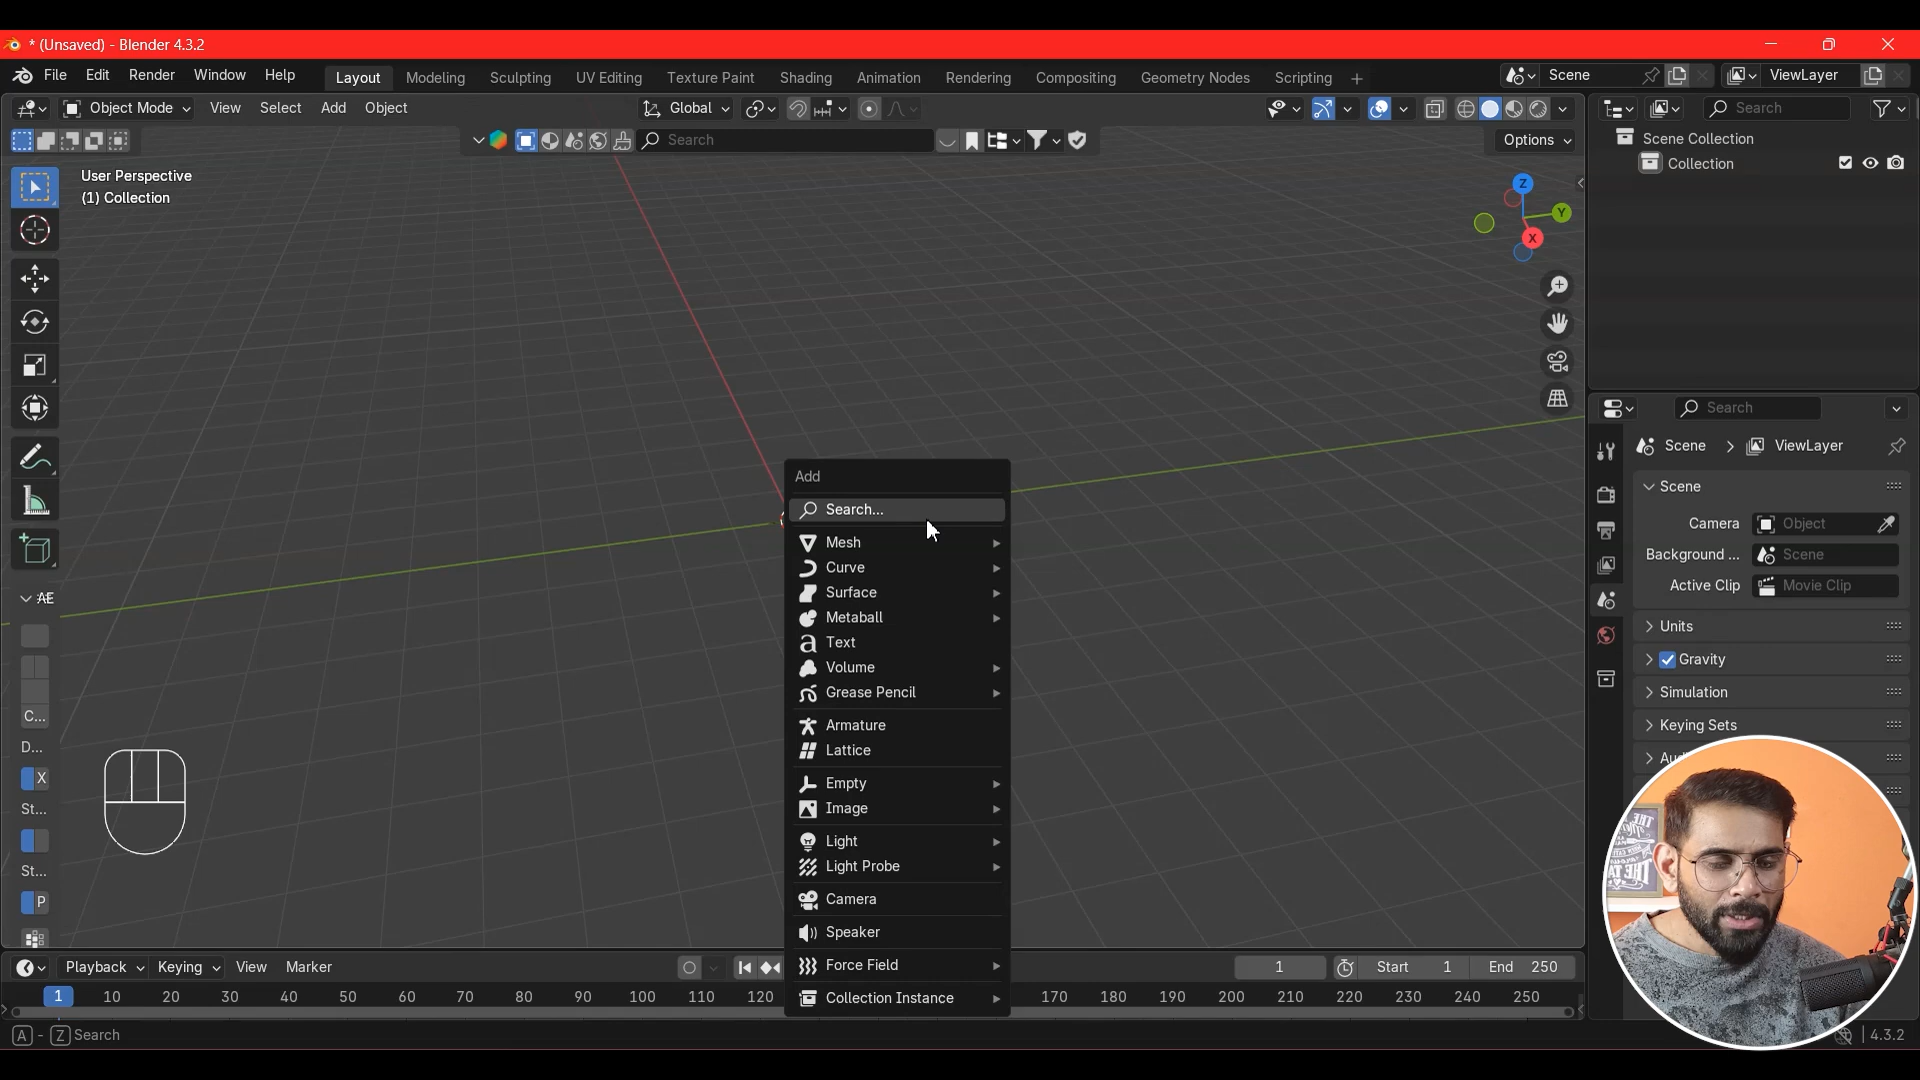 * (Unsaved) - Blender 4.3.2
File Edit Render Window Help Layout Modeling Sculpting UV Editing Texture Paint Shading Animation Rendering Compositing Geometry Nodes Scripting + Scene ViewLayer
Object Mode View Select Add Object Global Search
Search Options
Scene Collection
Collection
User Perspective
(1) Collection
Z
Y
X
Search
Scene > ViewLayer
Scene
Camera Object
Background ... Scene
Active Clip Movie Clip
Units
Gravity
Simulation
Keying Sets
Add
Search...
Mesh
Curve
Surface
Metaball
Text
Volume
Grease Pencil
Armature
Lattice
Empty
Image
Light
Light Probe
Camera
Speaker
Force Field
Collection Instance
AE
C...
D...
X
St...
St...
P
Playback Keying View Marker 1 Start 1 End 250
1 10 20 30 40 50 60 70 80 90 100 110 120 170 180 190 200 210 220 230 240 250
A - Z Search 4.3.2